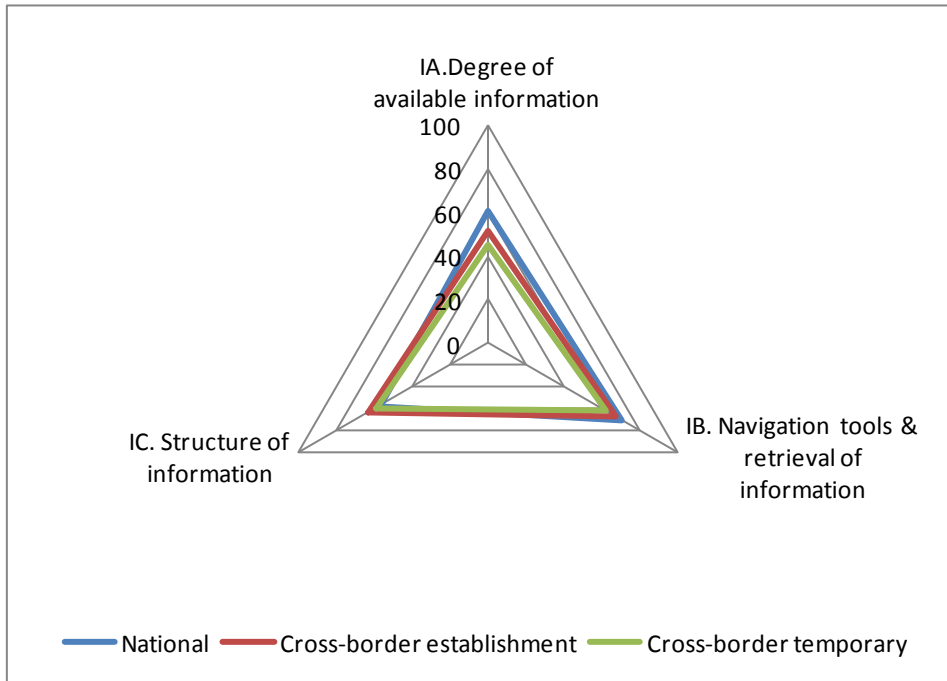 IA.Degree of
available information
100
80
60
40
20
0
IB. Navigation tools &
retrieval of
information
IC. Structure of
information
National
Cross-border establishment
Cross-border temporary